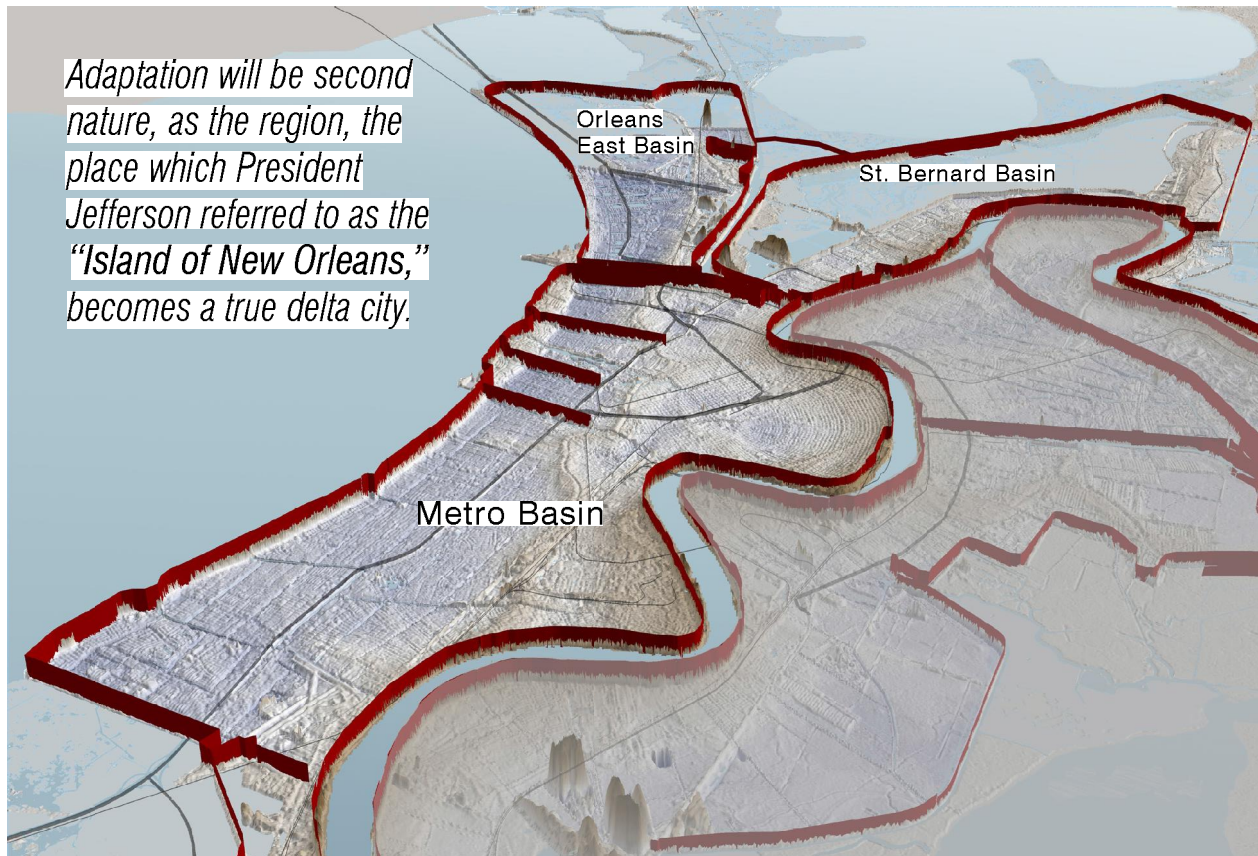 Adaptation will be second
nature, as the region, the
place which President
Jefferson referred to as the
“Island of New Orleans,”
becomes a true delta city.
Orleans
East Basin
St. Bernard Basin
Metro Basin